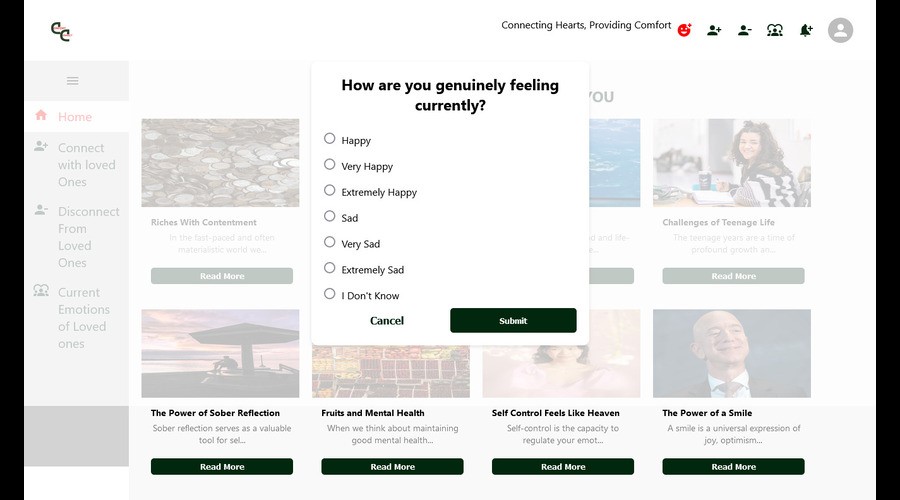 CC
Connecting Hearts, Providing Comfort
Home
Connect
with loved
Ones
Disconnect
From
Loved
Ones
Current
Emotions
of Loved
ones
YOU
How are you genuinely feeling
currently?
Happy
Very Happy
Extremely Happy
Sad
Very Sad
Extremely Sad
I Don't Know
Cancel
Submit
Riches With Contentment
In the fast-paced and often
materialistic world we...
Read More
and life-
Challenges of Teenage Life
The teenage years are a time of
profound growth an...
Read More
The Power of Sober Reflection
Sober reflection serves as a valuable
tool for sel...
Read More
Fruits and Mental Health
When we think about maintaining
good mental health...
Read More
Self Control Feels Like Heaven
Self-control is the capacity to
regulate your emot...
Read More
The Power of a Smile
A smile is a universal expression of
joy, optimism...
Read More